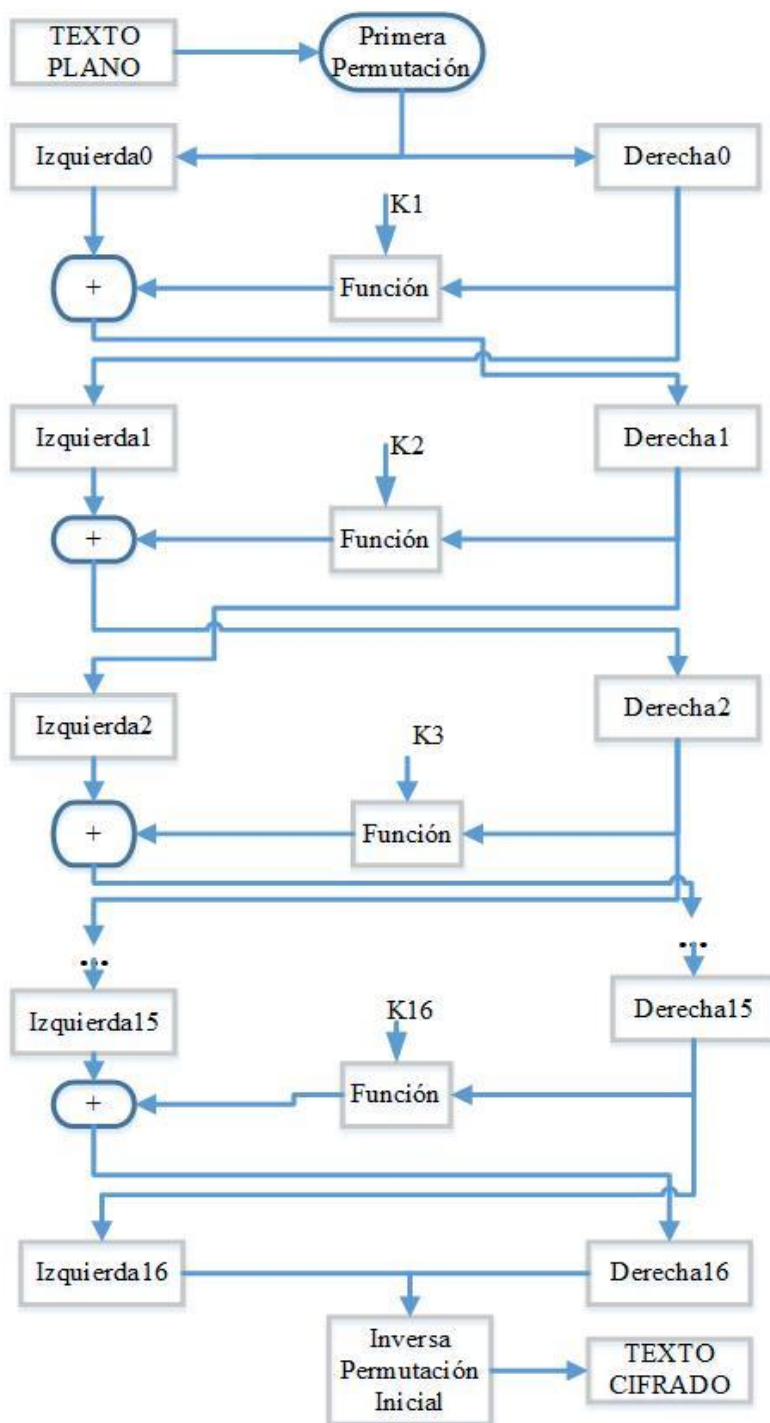 TEXTO
PLANO
Primera
Permutación
Izquierda0
Derecha0
K1
+
Función
Izquierda1
Derecha1
K2
+
Función
Izquierda2
Derecha2
K3
+
Función
...
...
Izquierda15
Derecha15
K16
+
Función
Izquierda16
Derecha16
Inversa
Permutación
Inicial
TEXTO
CIFRADO